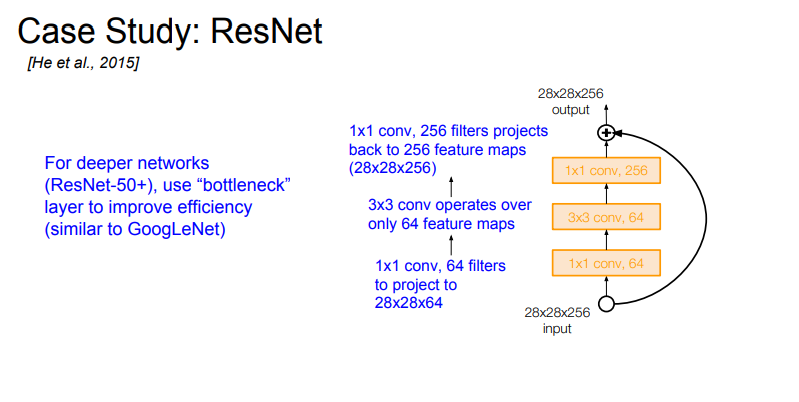 Case Study: ResNet
[He et al., 2015]
For deeper networks
(ResNet-50+), use “bottleneck”
layer to improve efficiency
(similar to GoogLeNet)
1x1 conv, 256 filters projects
back to 256 feature maps
(28x28x256)
3x3 conv operates over
only 64 feature maps
1x1 conv, 64 filters
to project to
28x28x64
28x28x256
output
1x1 conv, 256
3x3 conv, 64
1x1 conv, 64
28x28x256
input